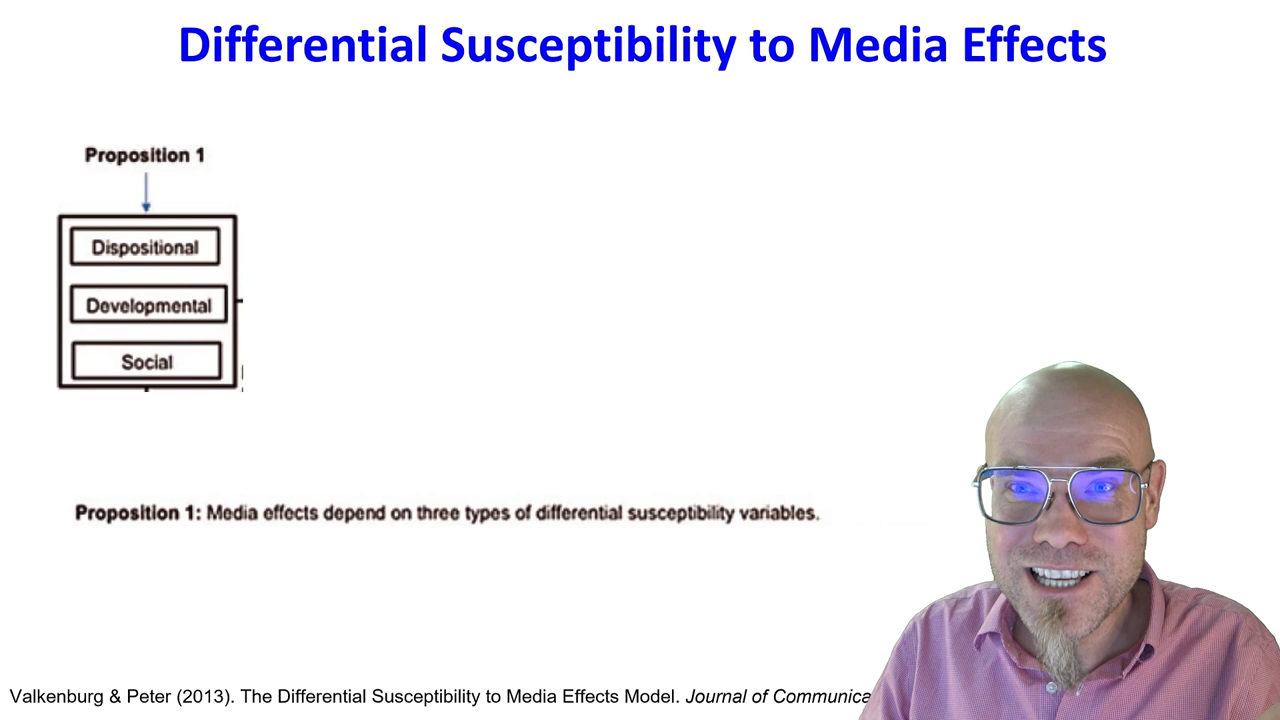 Differential Susceptibility to Media Effects
Proposition 1
Dispositional
Developmental
Social
Proposition 1: Media effects depend on three types of differential susceptibility variables.
Valkenburg & Peter (2013). The Differential Susceptibility to Media Effects Model. Journal of